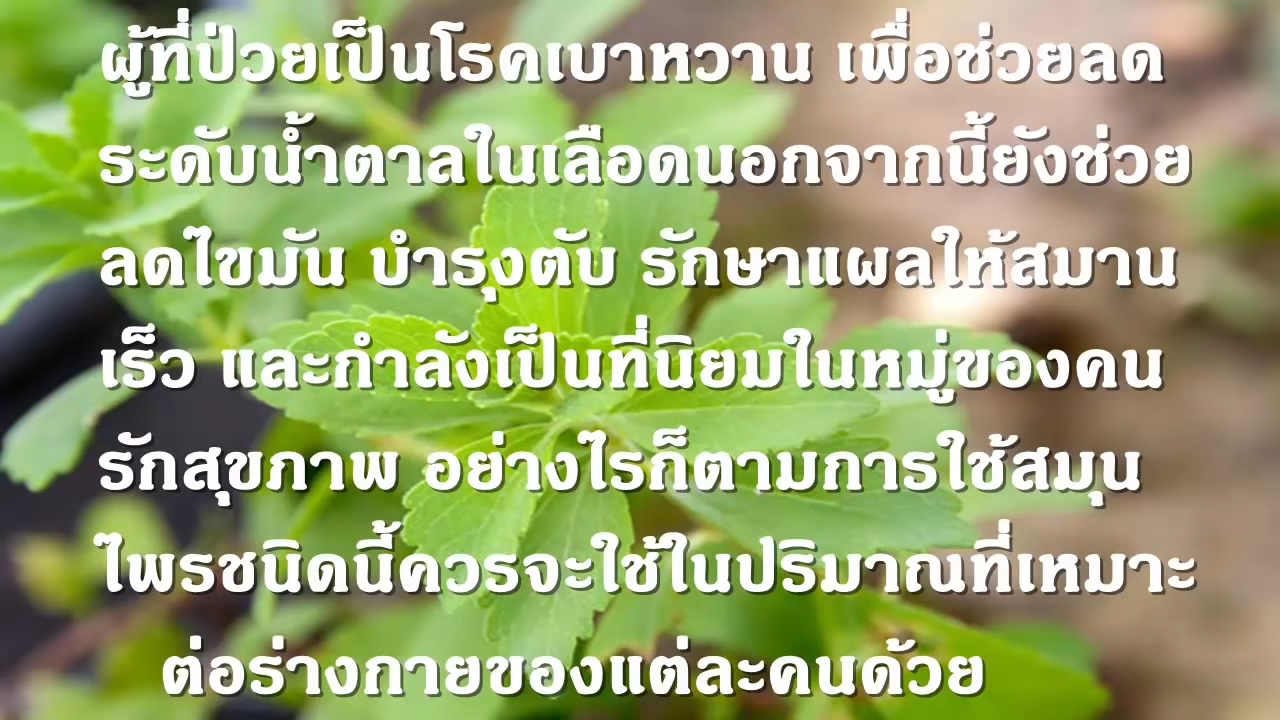 ผู้ที่ป่วยเป็นโรคเบาหวาน เพื่อช่วยลด
ระดับน้ำตาลในเลือดนอกจากนี้ยังช่วย
ลดไขมัน บำรุงตับ รักษาแผลให้สมาน
เร็ว และกำลังเป็นที่นิยมในหมู่ของคน
รักสุขภาพ อย่างไรก็ตามการใช้สมุน
ไพรชนิดนี้ควรจะใช้ในปริมาณที่เหมาะ
ต่อร่างกายของแต่ละคนด้วย